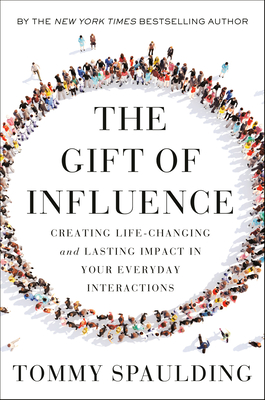 BY THE NEW YORK TIMES BESTSELLING AUTHOR
THE
GIFT OF
INFLUENCE
CREATING LIFE-CHANGING
and LASTING IMPACT IN
YOUR EVERYDAY
INTERACTIONS
TOMMY SPAULDING